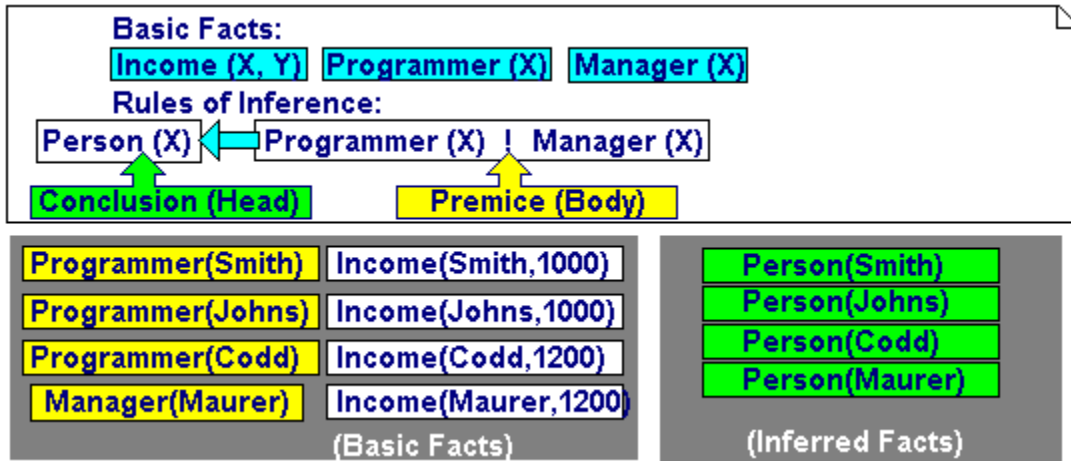 Basic Facts:
Income (X, Y) Programmer (X) Manager (X)
Rules of Inference:
Person (X) Programmer (X) ! Manager (X)
Conclusion (Head) Premice (Body)
Programmer(Smith) Income(Smith,1000)
Programmer(Johns) Income(Johns,1000)
Programmer(Codd) Income(Codd,1200)
Manager(Maurer) Income(Maurer,1200)
(Basic Facts)
Person(Smith)
Person(Johns)
Person(Codd)
Person(Maurer)
(Inferred Facts)